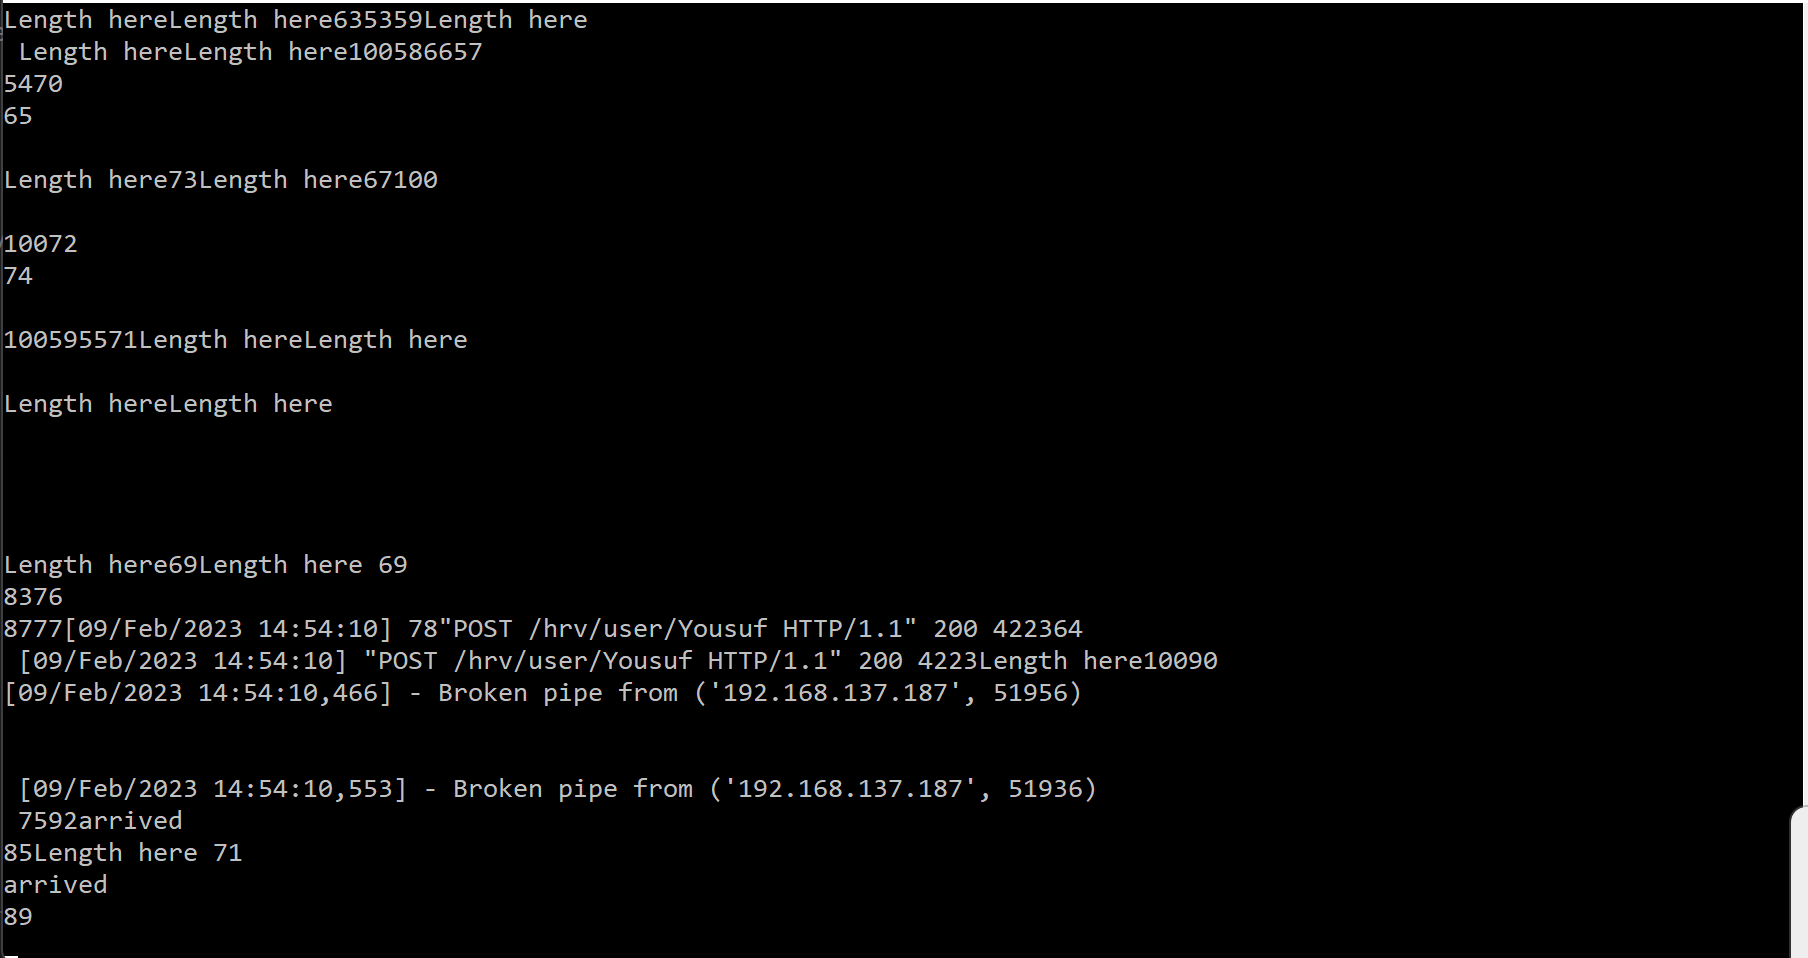 Length hereLength here635359Length here
Length hereLength here100586657
5470
65
Length here73Length here67100
10072
74
100595571Length hereLength here
Length hereLength here
Length here69Length here 69
8376
8777[09/Feb/2023 14:54:10] 78"POST /hrv/user/Yousuf HTTP/1.1" 200 422364
[09/Feb/2023 14:54:10] "POST /hrv/user/Yousuf HTTP/1.1" 200 4223Length here10090
[09/Feb/2023 14:54:10,466] - Broken pipe from ('192.168.137.187', 51956)
[09/Feb/2023 14:54:10,553] - Broken pipe from ('192.168.137.187', 51936)
7592arrived
85Length here 71
arrived
89